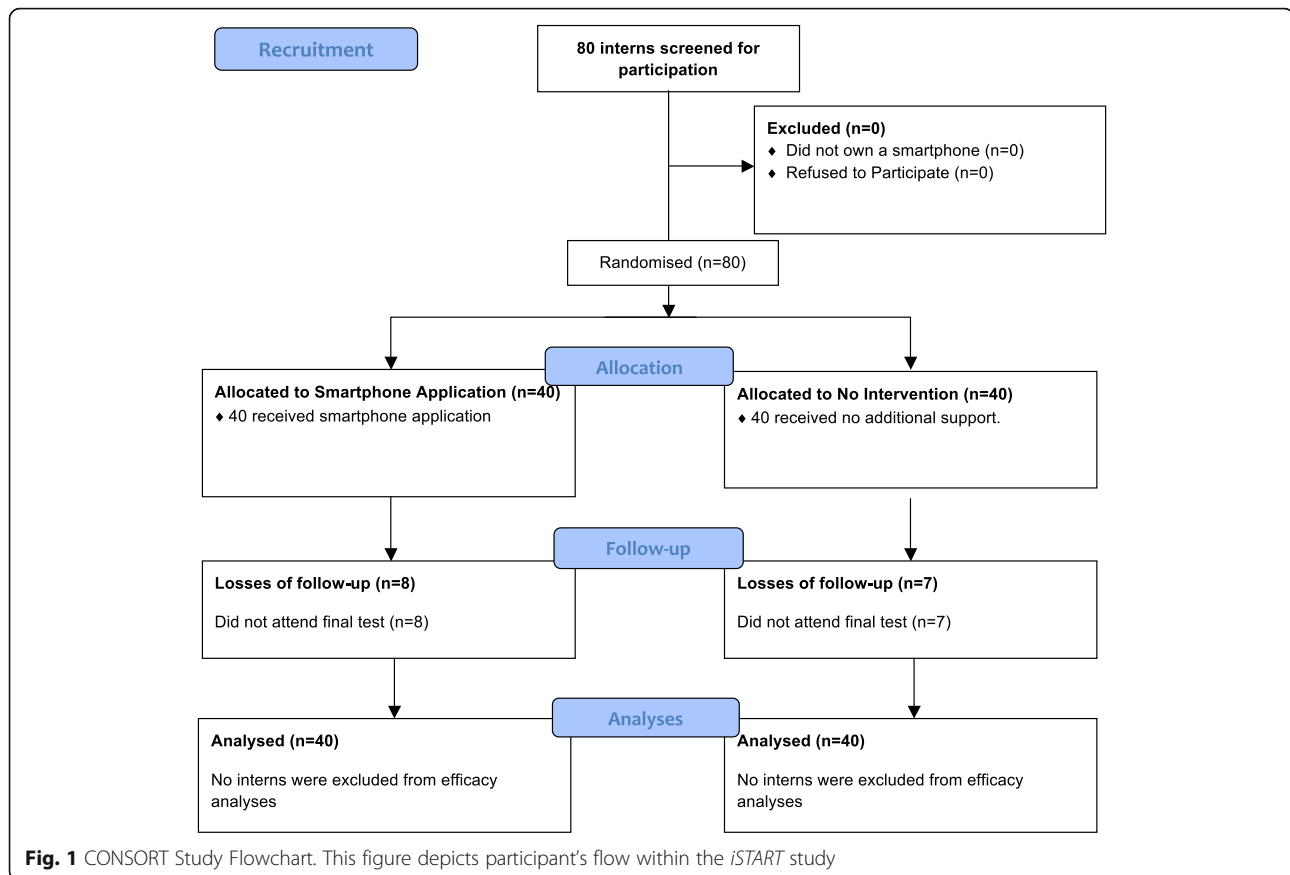 Recruitment
80 interns screened for
participation
Excluded (n=0)
♦ Did not own a smartphone (n=0)
♦ Refused to Participate (n=0)
Randomised (n=80)
Allocation
Allocated to Smartphone Application (n=40)
♦ 40 received smartphone application
Allocated to No Intervention (n=40)
♦ 40 received no additional support.
Follow-up
Losses of follow-up (n=8)
Did not attend final test (n=8)
Losses of follow-up (n=7)
Did not attend final test (n=7)
Analyses
Analysed (n=40)
No interns were excluded from efficacy
analyses
Analysed (n=40)
No interns were excluded from efficacy
analyses
Fig. 1 CONSORT Study Flowchart. This figure depicts participant’s flow within the iSTART study